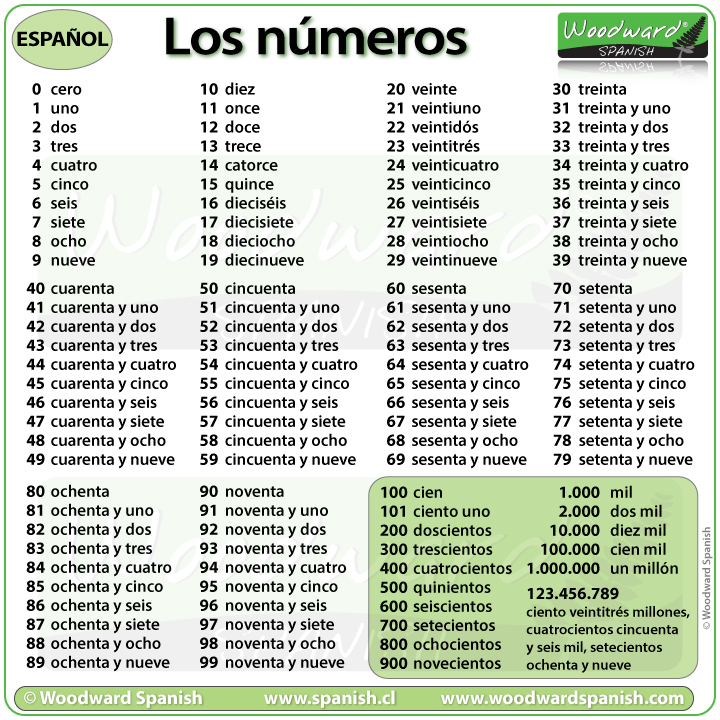 ESPAÑOL
Los números
Woodward®
SPANISH
0 cero
1 uno
2 dos
3 tres
4 cuatro
5 cinco
6 seis
7 siete
8 ocho
9 nueve
10 diez
11 once
12 doce
13 trece
14 catorce
15 quince
16 dieciséis
17 diecisiete
18 dieciocho
19 diecinueve
20 veinte
21 veintiuno
22 veintidós
23 veintitrés
24 veinticuatro
25 veinticinco
26 veintiséis
27 veintisiete
28 veintiocho
29 veintinueve
30 treinta
31 treinta y uno
32 treinta y dos
33 treinta y tres
34 treinta y cuatro
35 treinta y cinco
36 treinta y seis
37 treinta y siete
38 treinta y ocho
39 treinta y nueve
40 cuarenta
41 cuarenta y uno
42 cuarenta y dos
43 cuarenta y tres
44 cuarenta y cuatro
45 cuarenta y cinco
46 cuarenta y seis
47 cuarenta y siete
48 cuarenta y ocho
49 cuarenta y nueve
50 cincuenta
51 cincuenta y uno
52 cincuenta y dos
53 cincuenta y tres
54 cincuenta y cuatro
55 cincuenta y cinco
56 cincuenta y seis
57 cincuenta y siete
58 cincuenta y ocho
59 cincuenta y nueve
60 sesenta
61 sesenta y uno
62 sesenta y dos
63 sesenta y tres
64 sesenta y cuatro
65 sesenta y cinco
66 sesenta y seis
67 sesenta y siete
68 sesenta y ocho
69 sesenta y nueve
70 setenta
71 setenta y uno
72 setenta y dos
73 setenta y tres
74 setenta y cuatro
75 setenta y cinco
76 setenta y seis
77 setenta y siete
78 setenta y ocho
79 setenta y nueve
80 ochenta
81 ochenta y uno
82 ochenta y dos
83 ochenta y tres
84 ochenta y cuatro
85 ochenta y cinco
86 ochenta y seis
87 ochenta y siete
88 ochenta y ocho
89 ochenta y nueve
90 noventa
91 noventa y uno
92 noventa y dos
93 noventa y tres
94 noventa y cuatro
95 noventa y cinco
96 noventa y seis
97 noventa y siete
98 noventa y ocho
99 noventa y nueve
100 cien
101 ciento uno
200 doscientos
300 trescientos
400 cuatrocientos
500 quinientos
600 seiscientos
700 setecientos
800 ochocientos
900 novecientos
1.000 mil
2.000 dos mil
10.000 diez mil
100.000 cien mil
1.000.000 un millón
123.456.789
ciento veintitrés millones,
cuatrocientos cincuenta
y seis mil, setecientos
ochenta y nueve
© Woodward Spanish
© Woodward Spanish
www.spanish.cl
www.woodwardspanish.com
Woodward
SPANISH
Woodward
SPANISH